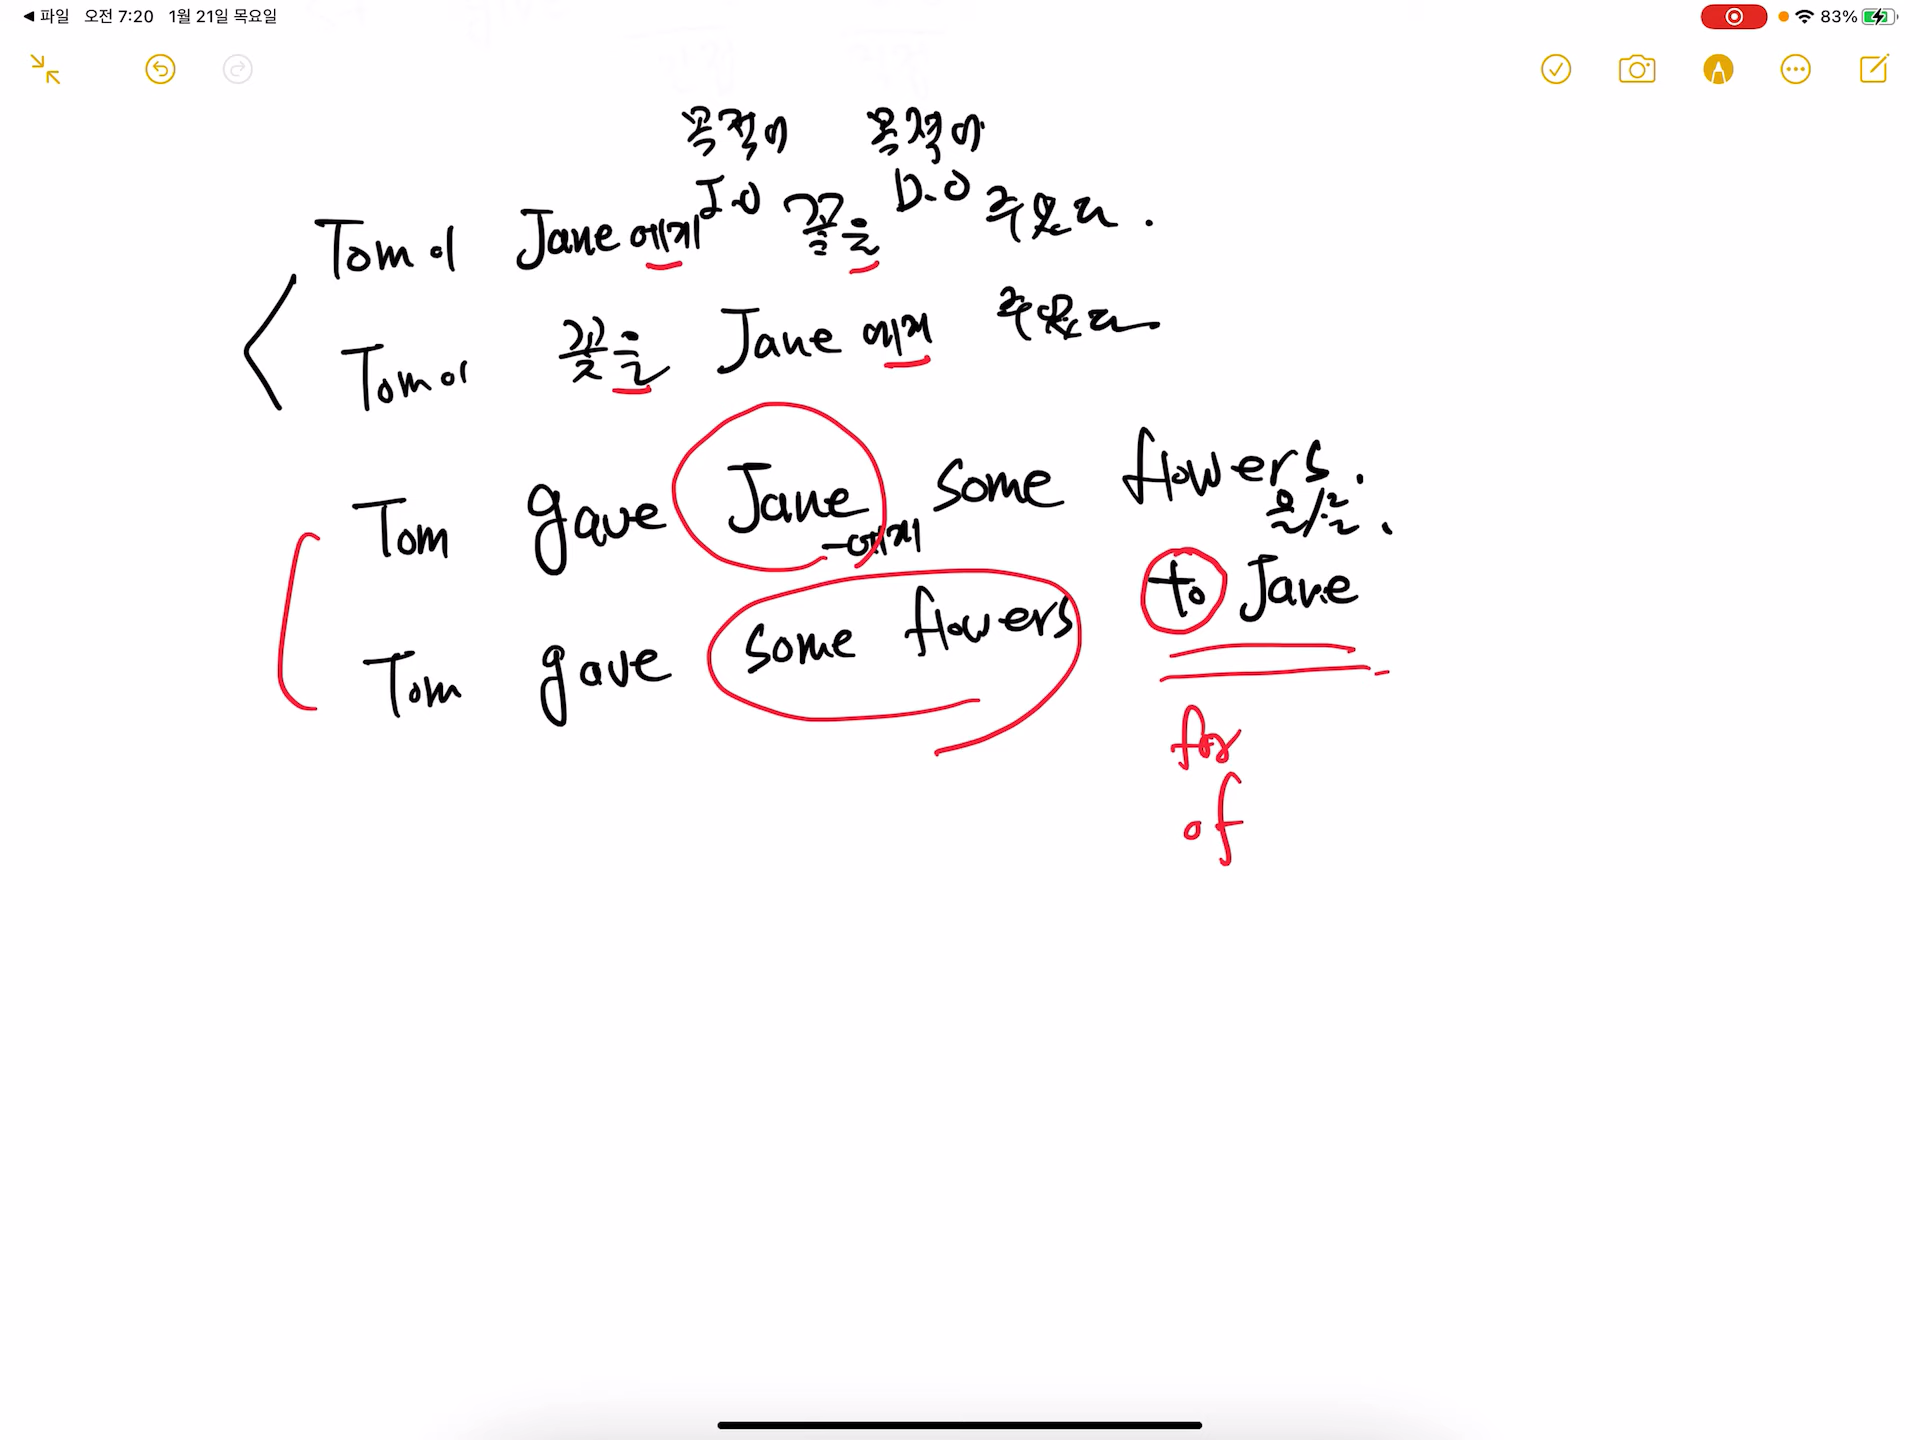 ◀ 파일 오전 7:20 1월 21일 목요일 83%
목적어 목적어
I.O D.O
Tom이 Jane에게 꽃을 주었다.
Tom이 꽃을 Jane에게 주었다.
Tom gave Jane some flowers.
-에게 을/를.
Tom gave some flowers to Jane
for
of